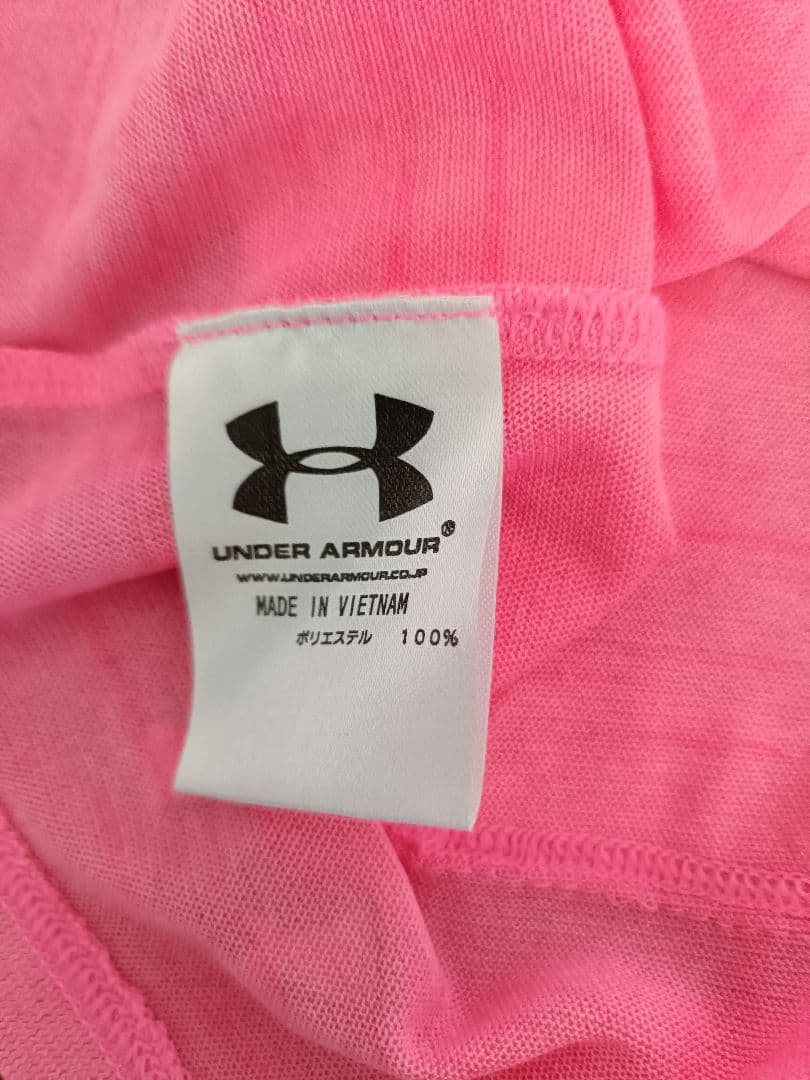 UNDER ARMOUR®
WWW.UNDERARMOUR.CO.JP
MADE IN VIETNAM
ポリエステル 100%